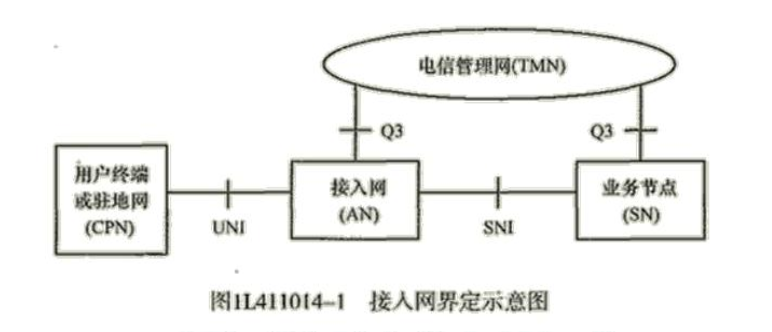 电信管理网(TMN)
Q3
Q3
用户终端
或驻地网
(CPN)
UNI
接入网
(AN)
SNI
业务节点
(SN)
图1L411014-1 接入网界定示意图